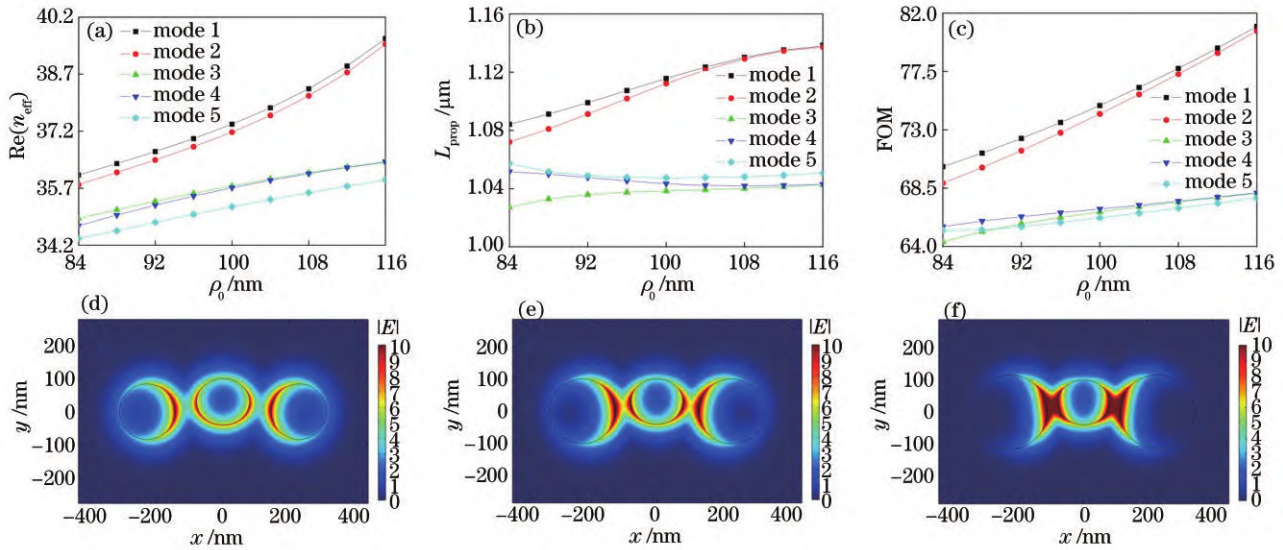 (a)
mode 1
mode 2
mode 3
mode 4
mode 5
40.2
38.7
37.2
35.7
34.2
Re(n_eff)
84 92 100 108 116
ρ₀/nm
(b)
mode 1
mode 2
mode 3
mode 4
mode 5
1.16
1.12
1.08
1.04
1.00
L_prop/μm
84 92 100 108 116
ρ₀/nm
(c)
mode 1
mode 2
mode 3
mode 4
mode 5
82.0
77.5
73.0
68.5
64.0
FOM
84 92 100 108 116
ρ₀/nm
(d)
|E|
10
9
8
7
6
5
4
3
2
1
0
200
100
0
−100
−200
y/nm
−400 −200 0 200 400
x/nm
(e)
|E|
10
9
8
7
6
5
4
3
2
1
0
200
100
0
−100
−200
y/nm
−400 −200 0 200 400
x/nm
(f)
|E|
10
9
8
7
6
5
4
3
2
1
0
200
100
0
−100
−200
y/nm
−400 −200 0 200 400
x/nm